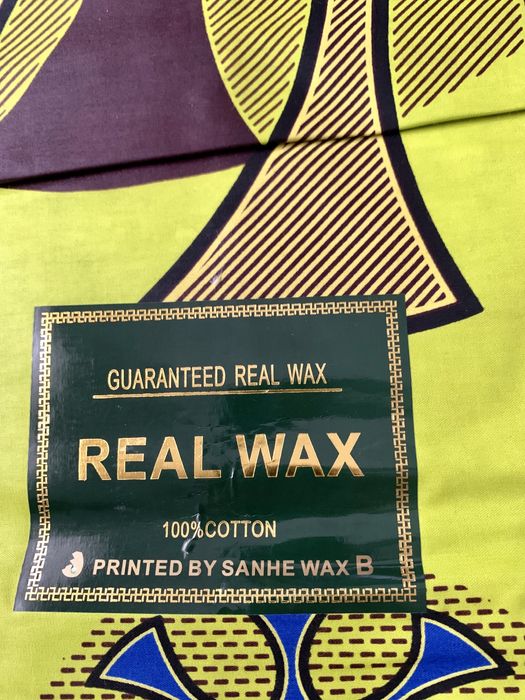 GUARANTEED REAL WAX
REAL WAX
100%COTTON
PRINTED BY SANHE WAX B